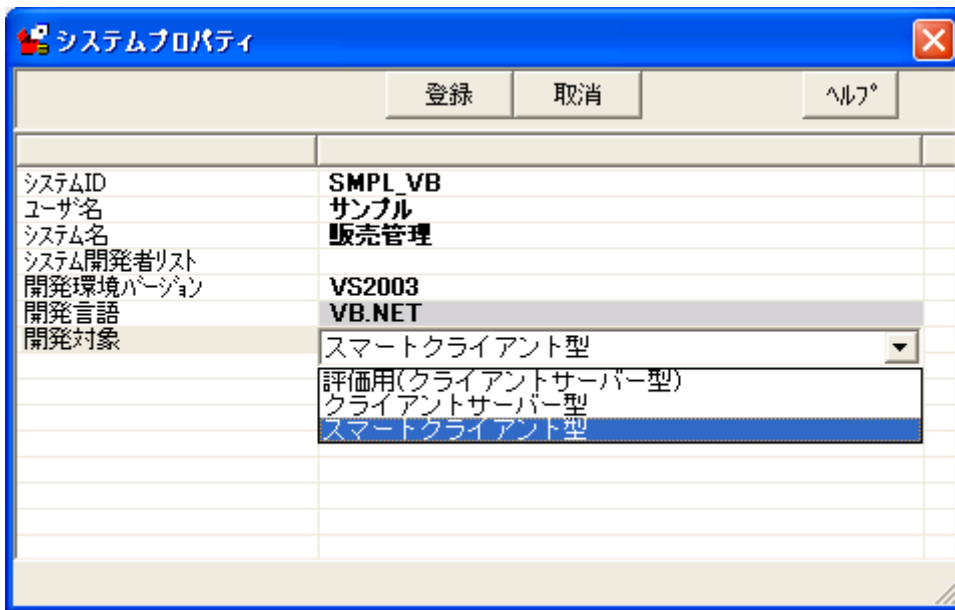 システムプロパティ
登録 取消 ﾍﾙﾌﾟ
ｼｽﾃﾑID SMPL_VB
ﾕｰｻﾞ名 サンプル
ｼｽﾃﾑ名 販売管理
ｼｽﾃﾑ開発者ﾘｽﾄ
開発環境ﾊﾞｰｼﾞｮﾝ VS2003
開発言語 VB.NET
開発対象 スマートクライアント型
評価用(クライアントサーバー型)
クライアントサーバー型
スマートクライアント型